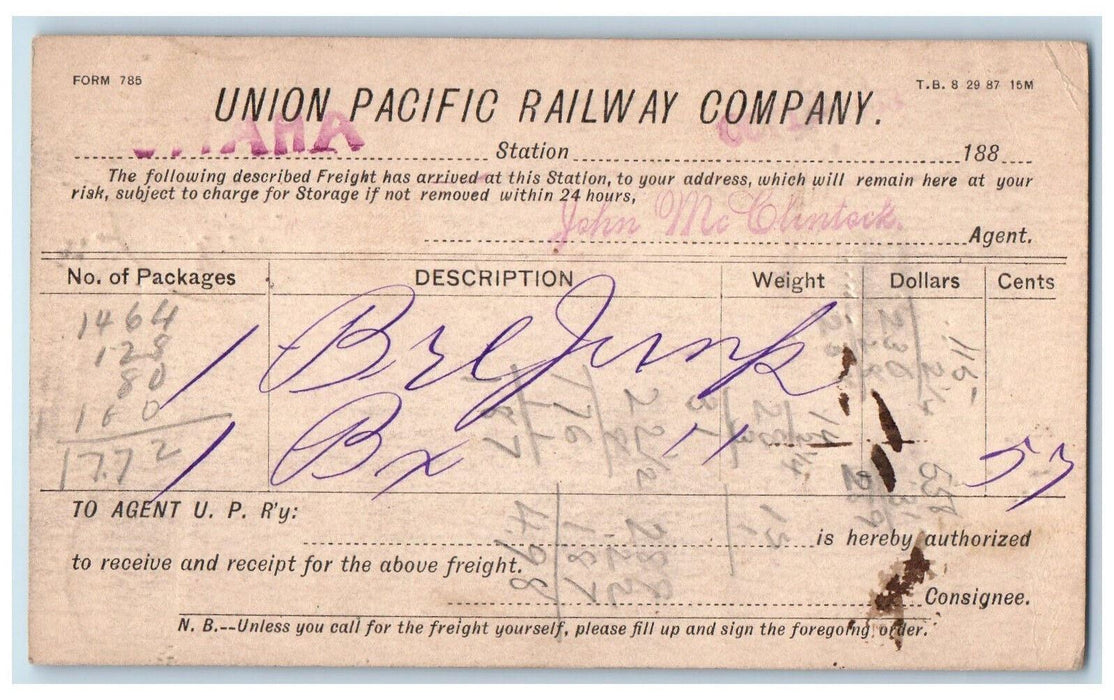 FORM 785
T.B. 8 29 87 15M
UNION PACIFIC RAILWAY COMPANY.
OMAHA
Station 188
The following described Freight has arrived at this Station, to your address, which will remain here at your
risk, subject to charge for Storage if not removed within 24 hours,
John McClintock.
Agent.
No. of Packages DESCRIPTION Weight Dollars Cents
1464
128
80
100
17.72
1 Brl Junk
1 Bx " 53
TO AGENT U. P. R'y:
is hereby authorized
to receive and receipt for the above freight.
Consignee.
N. B.--Unless you call for the freight yourself, please fill up and sign the foregoing order.